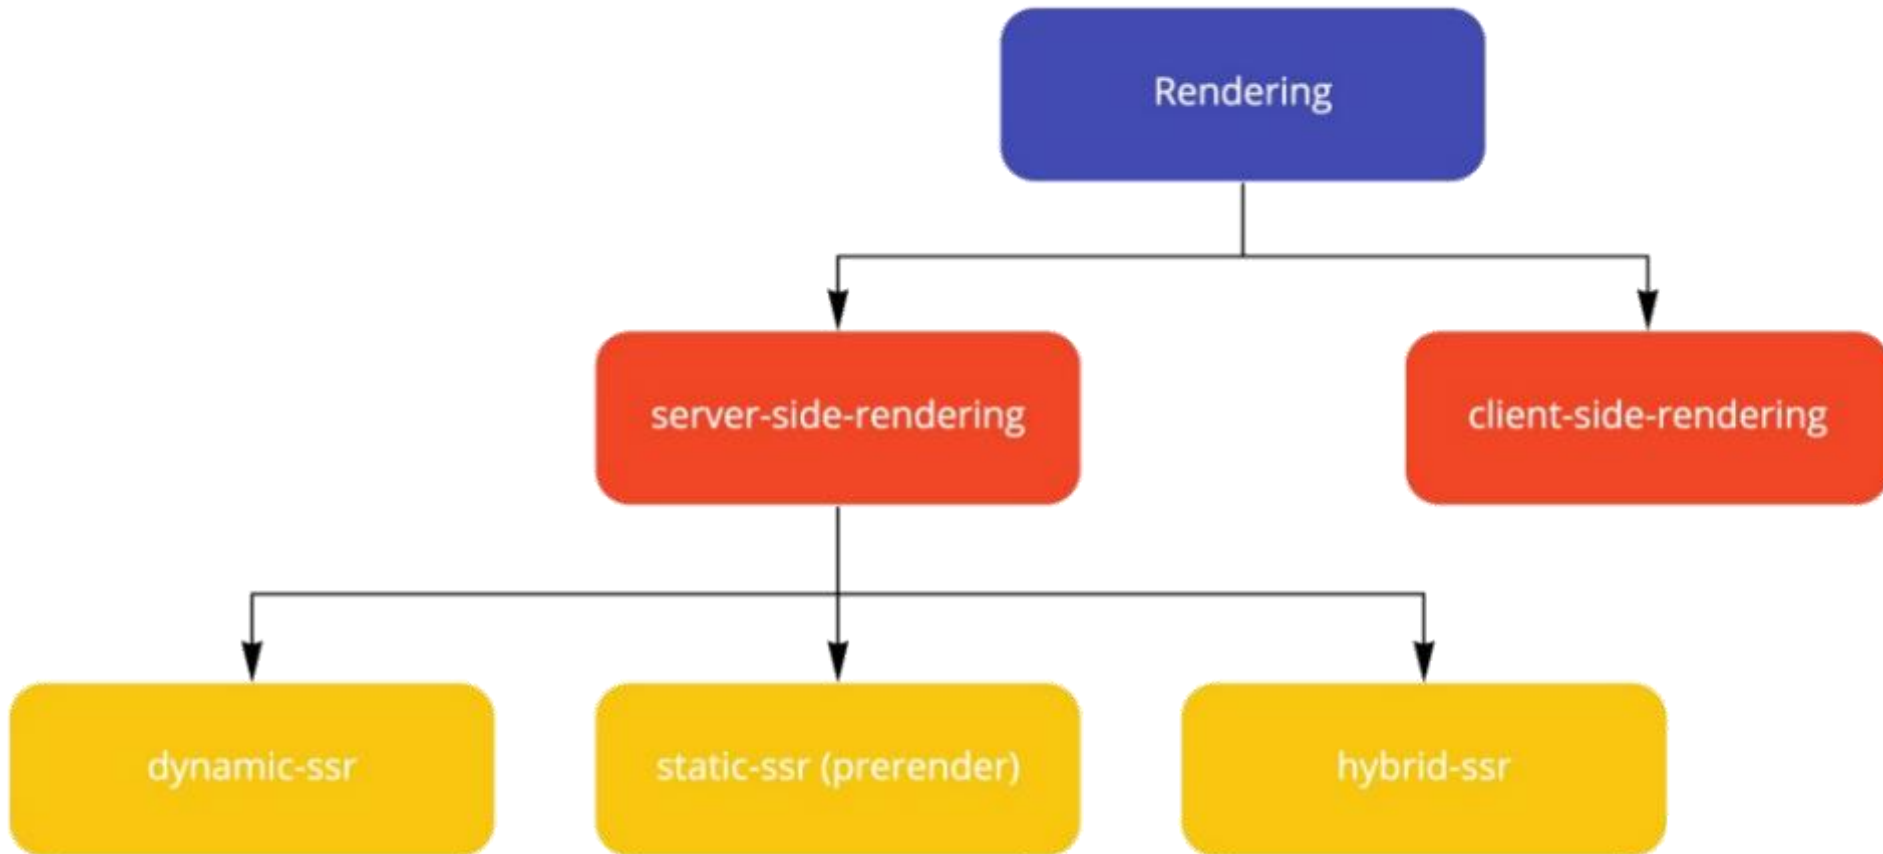 Rendering
server-side-rendering
client-side-rendering
dynamic-ssr
static-ssr (prerender)
hybrid-ssr